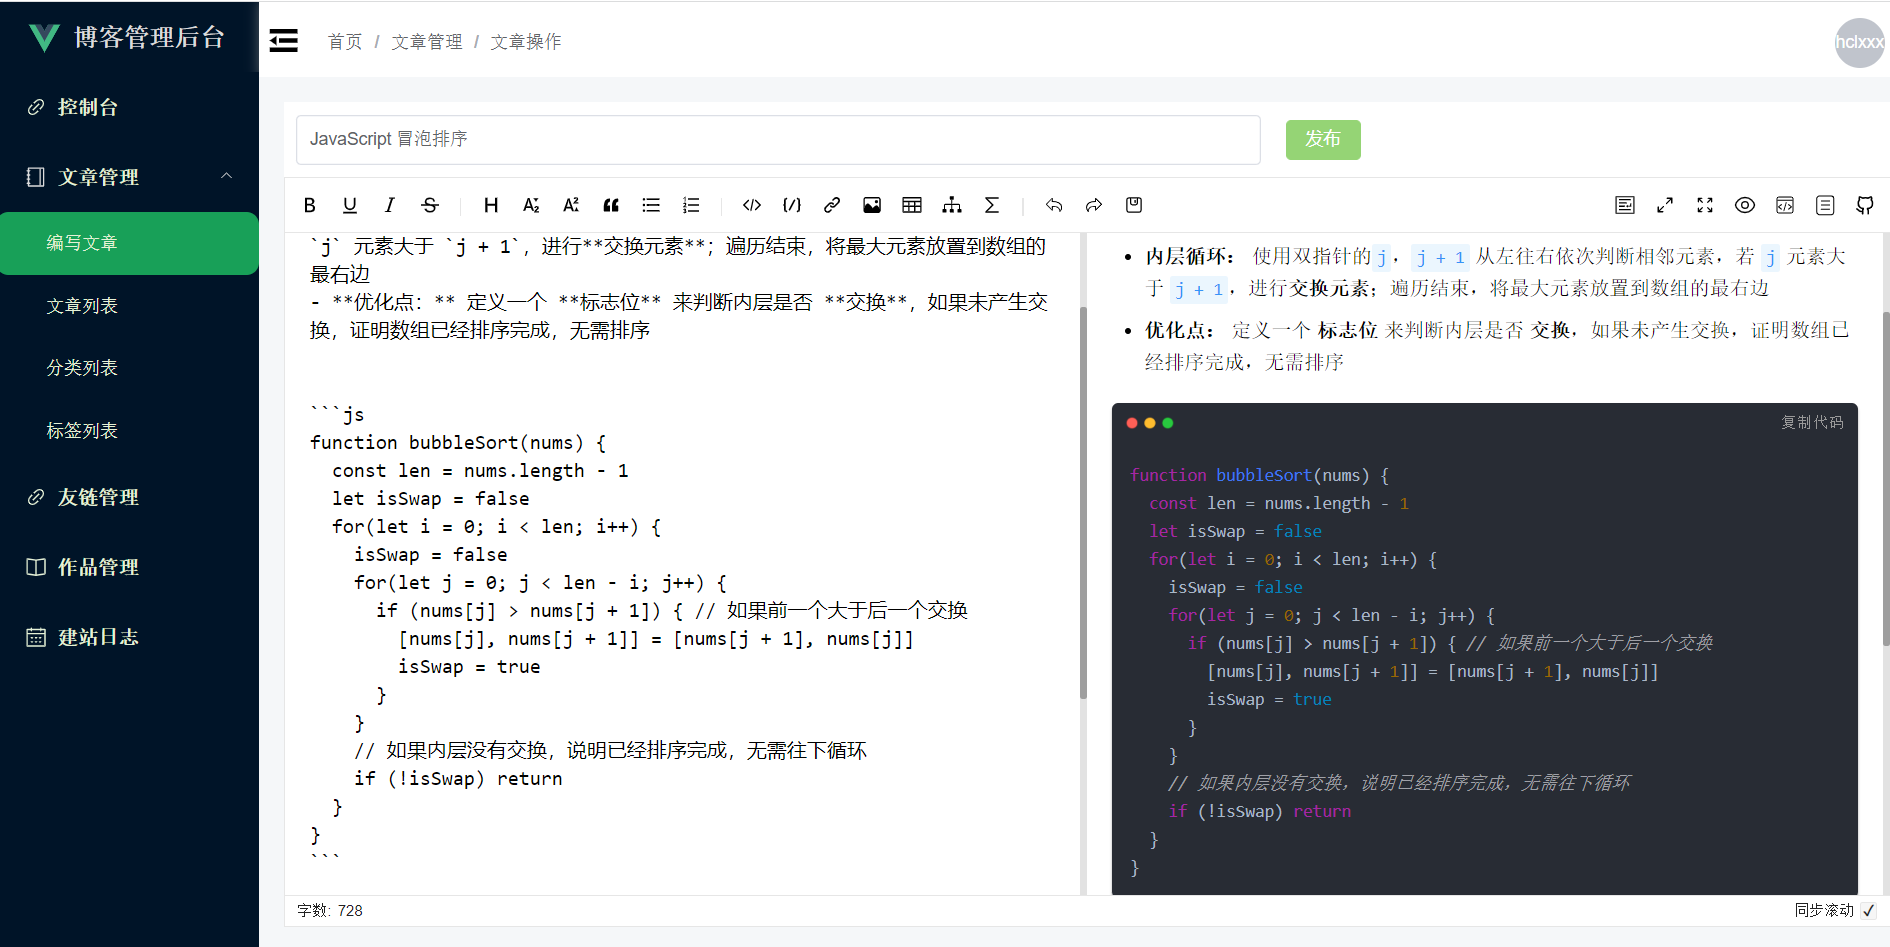 博客管理后台
首页 / 文章管理 / 文章操作
hclxxx
控制台
文章管理
编写文章
文章列表
分类列表
标签列表
友链管理
作品管理
建站日志
JavaScript 冒泡排序
发布
`j` 元素大于 `j + 1`，进行**交换元素**；遍历结束，将最大元素放置到数组的
最右边
- **优化点：** 定义一个 **标志位** 来判断内层是否 **交换**，如果未产生交
换，证明数组已经排序完成，无需排序
```js
function bubbleSort(nums) {
  const len = nums.length - 1
  let isSwap = false
  for(let i = 0; i < len; i++) {
    isSwap = false
    for(let j = 0; j < len - i; j++) {
      if (nums[j] > nums[j + 1]) { // 如果前一个大于后一个交换
        [nums[j], nums[j + 1]] = [nums[j + 1], nums[j]]
        isSwap = true
      }
    }
    // 如果内层没有交换，说明已经排序完成，无需往下循环
    if (!isSwap) return
  }
}
```
• 内层循环： 使用双指针的 j， j + 1 从左往右依次判断相邻元素，若 j 元素大
于 j + 1，进行交换元素；遍历结束，将最大元素放置到数组的最右边
• 优化点： 定义一个 标志位 来判断内层是否 交换，如果未产生交换，证明数组已
经排序完成，无需排序
复制代码
function bubbleSort(nums) {
  const len = nums.length - 1
  let isSwap = false
  for(let i = 0; i < len; i++) {
    isSwap = false
    for(let j = 0; j < len - i; j++) {
      if (nums[j] > nums[j + 1]) { // 如果前一个大于后一个交换
        [nums[j], nums[j + 1]] = [nums[j + 1], nums[j]]
        isSwap = true
      }
    }
    // 如果内层没有交换，说明已经排序完成，无需往下循环
    if (!isSwap) return
  }
}
字数: 728
同步滚动